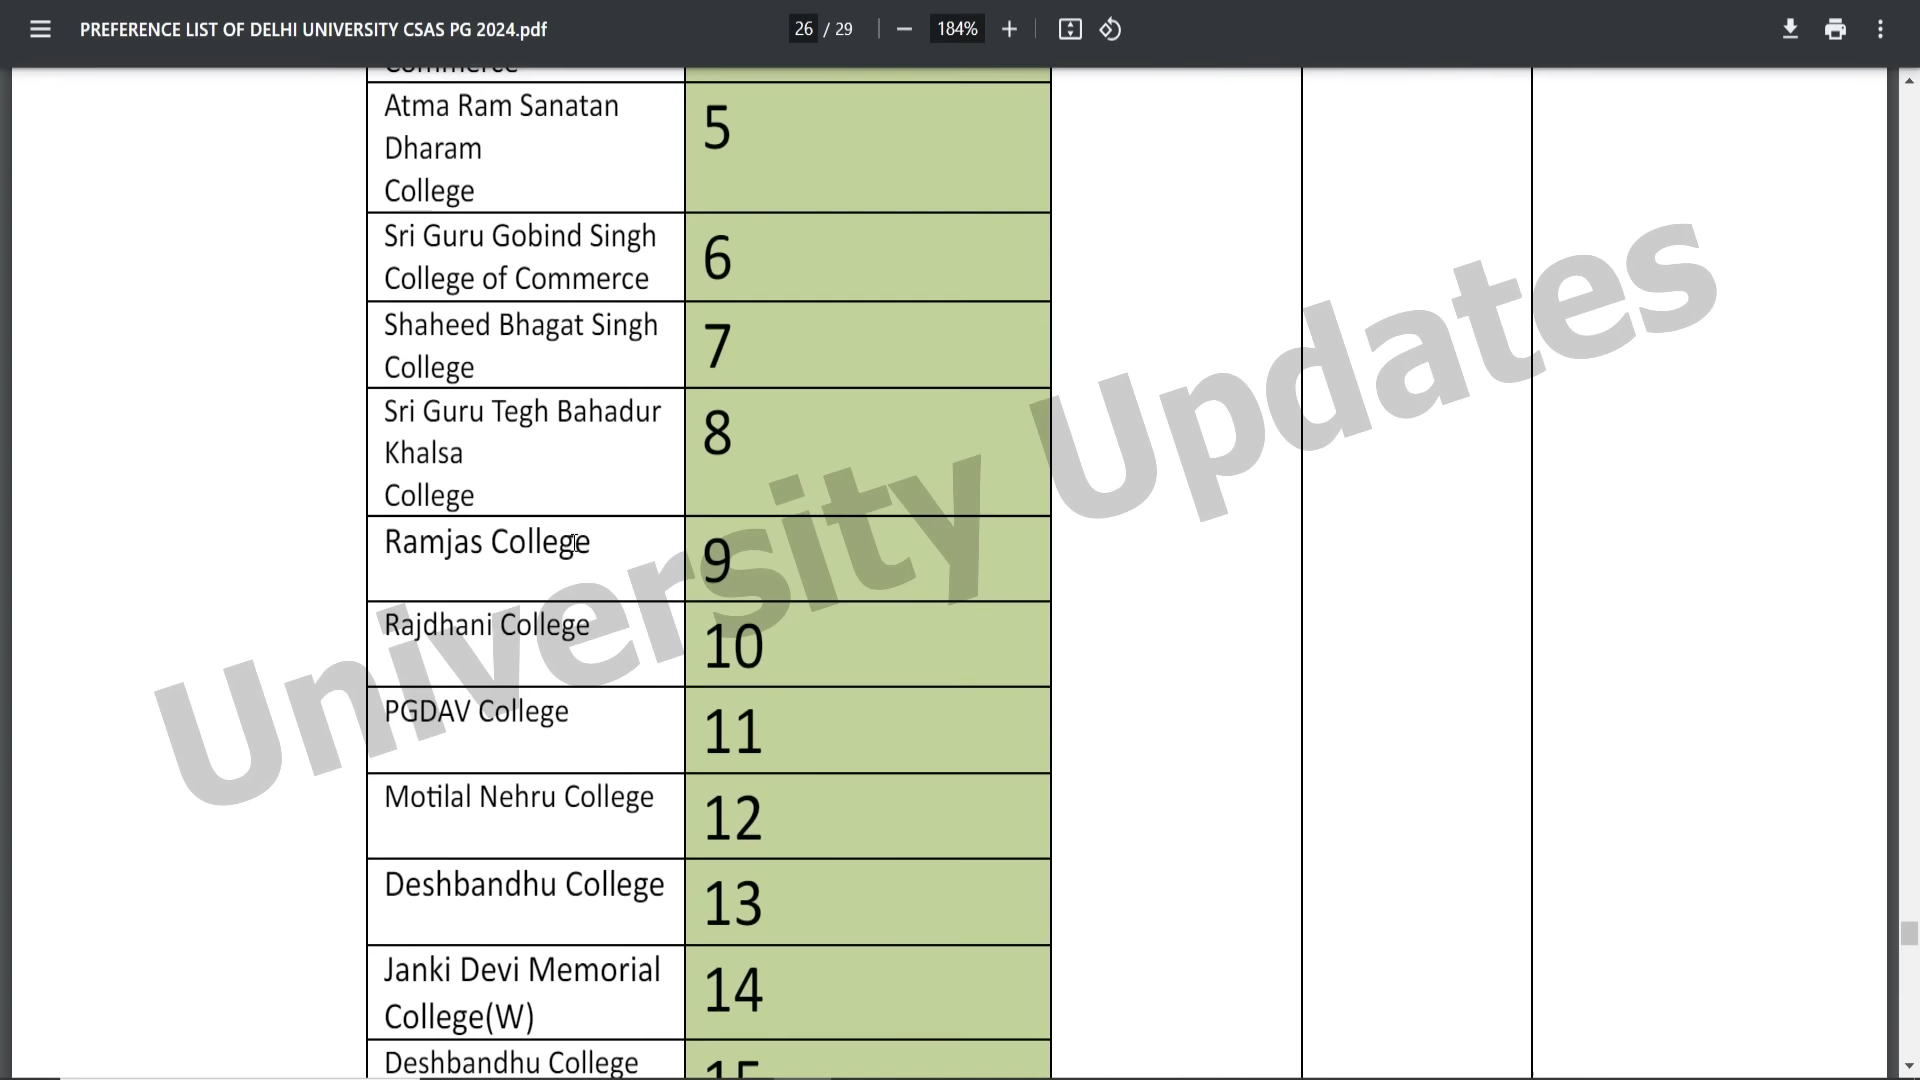 PREFERENCE LIST OF DELHI UNIVERSITY CSAS PG 2024.pdf
26 / 29
184%
Commerce
Atma Ram Sanatan
Dharam
College
5
Sri Guru Gobind Singh
College of Commerce
6
Shaheed Bhagat Singh
College
7
Sri Guru Tegh Bahadur
Khalsa
College
8
Ramjas College
9
Rajdhani College
10
PGDAV College
11
Motilal Nehru College
12
Deshbandhu College
13
Janki Devi Memorial
College(W)
14
Deshbandhu College
15
University Updates